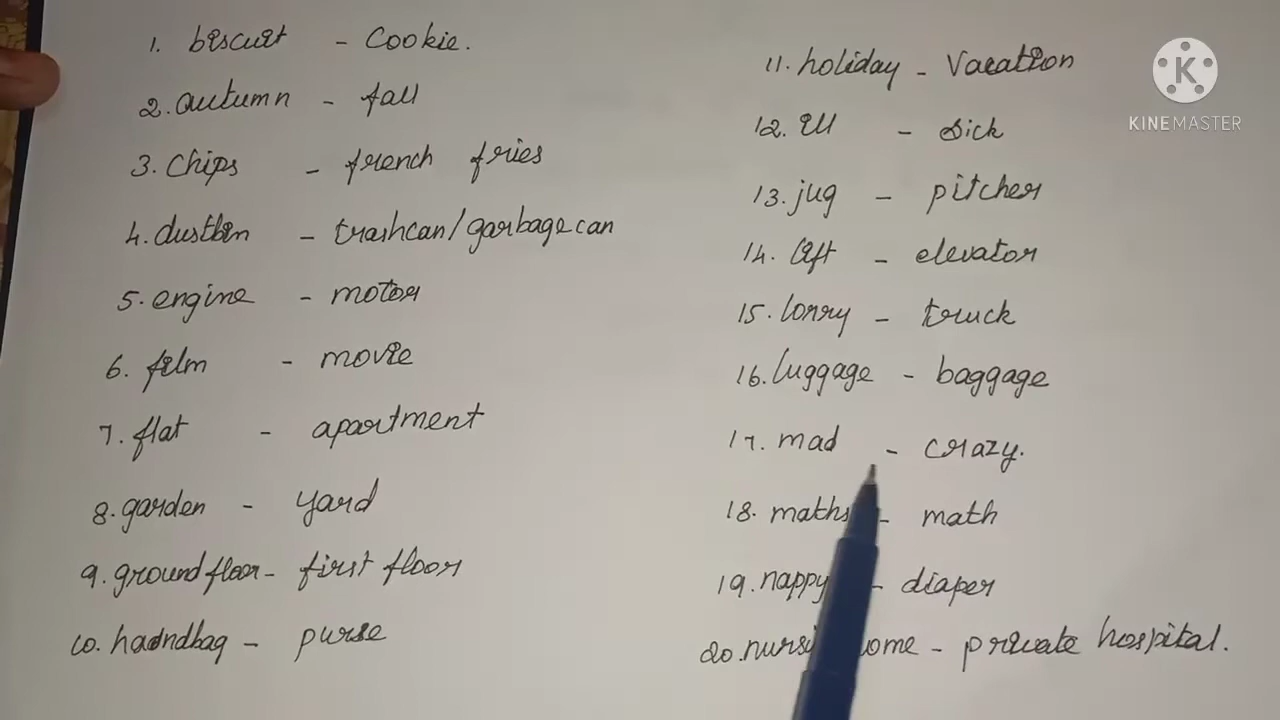 1. biscuit - Cookie.
2. autumn - fall
3. Chips - french fries
4. dustbin - trashcan/garbage can
5. engine - motor
6. film - movie
7. flat - apartment
8. garden - yard
9. ground floor - first floor
10. handbag - purse
11. holiday - Vacation
12. ill - sick
13. jug - pitcher
14. lift - elevator
15. lorry - truck
16. luggage - baggage
17. mad - crazy.
18. maths - math
19. nappy - diaper
20. - private hospital.
KINEMASTER